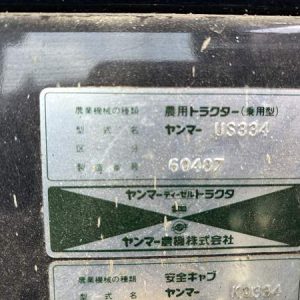 農業機械の種類 農用トラクター(乗用型)
型式名 ヤンマー US334
区分
製造番号 60407
ヤンマーディーゼルトラクタ
ヤンマー農機株式会社
農業機械の種類 安全キャブ
型式名 ヤンマー